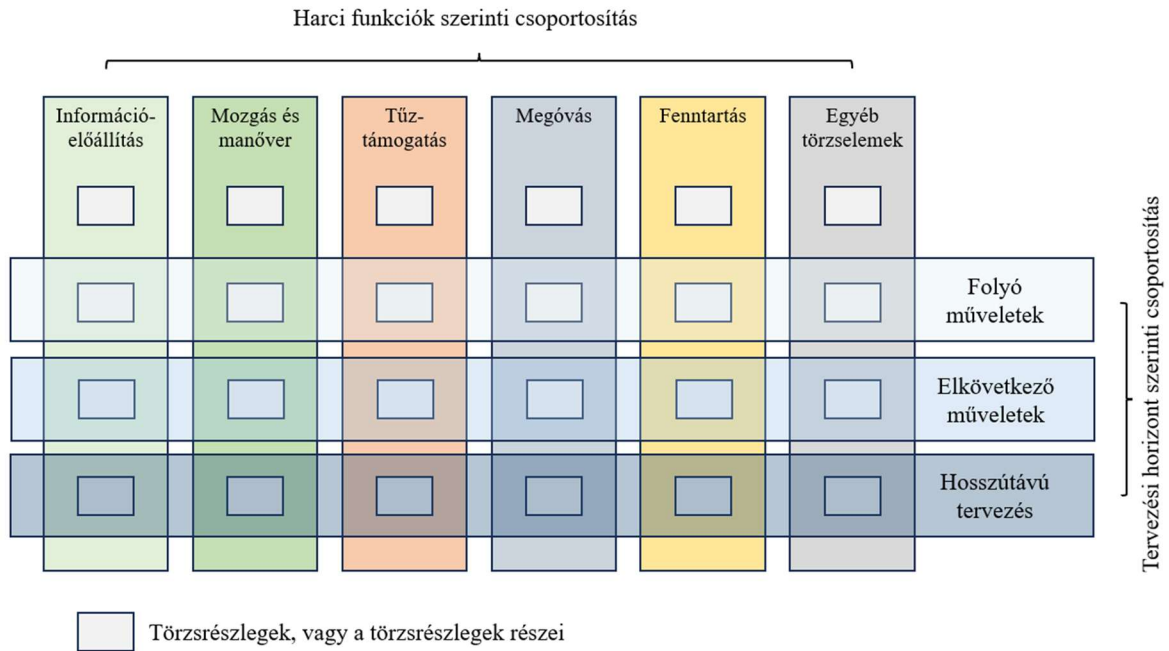 Harci funkciók szerinti csoportosítás
Információ-
előállítás
Mozgás és
manőver
Tűz-
támogatás
Megóvás
Fenntartás
Egyéb
törzselemek
Folyó
műveletek
Elkövetkező
műveletek
Hosszútávú
tervezés
Tervezési horizont szerinti csoportosítás
Törzsrészlegek, vagy a törzsrészlegek részei